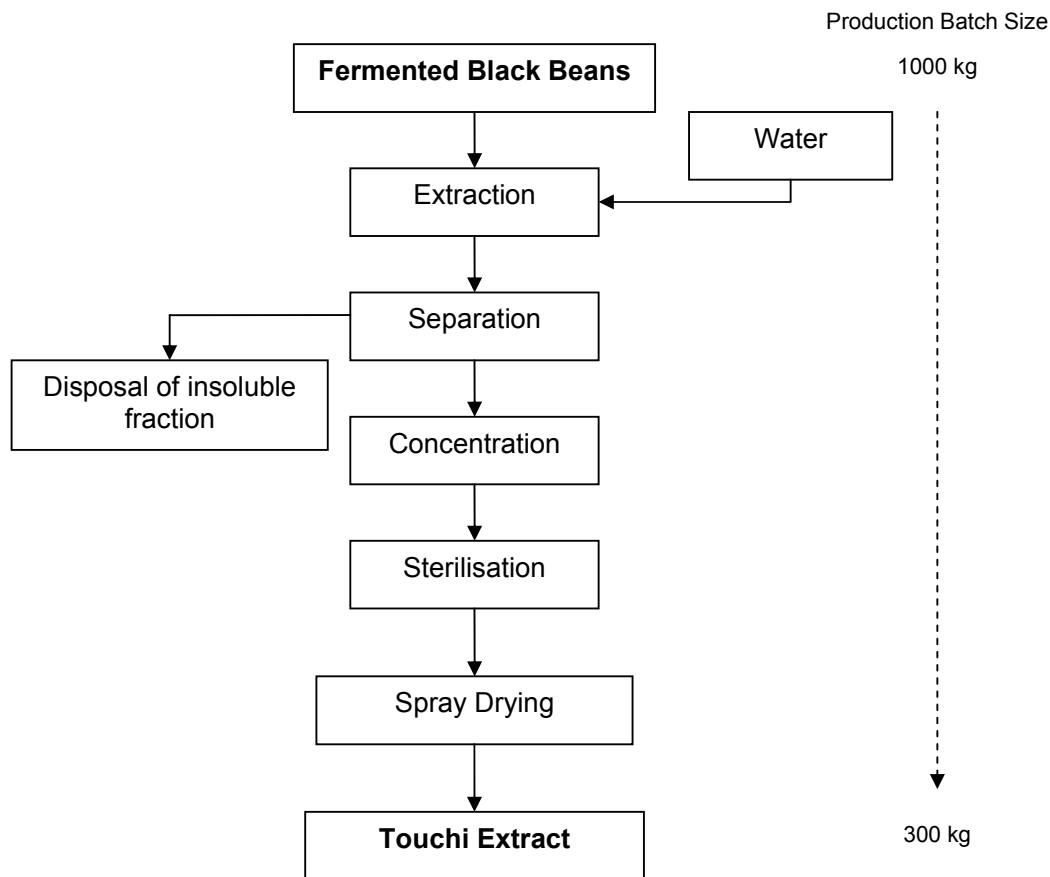 Production Batch Size
Fermented Black Beans
1000 kg
Water
Extraction
Separation
Disposal of insoluble
fraction
Concentration
Sterilisation
Spray Drying
Touchi Extract
300 kg